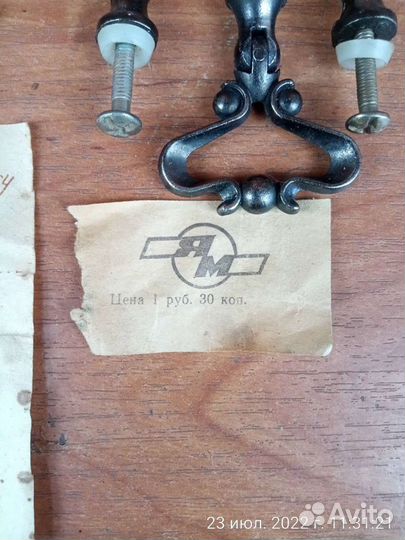 ЯМ
Цена 1 руб. 30 коп.
23 июл. 2022 г. 11:31:21
Avito